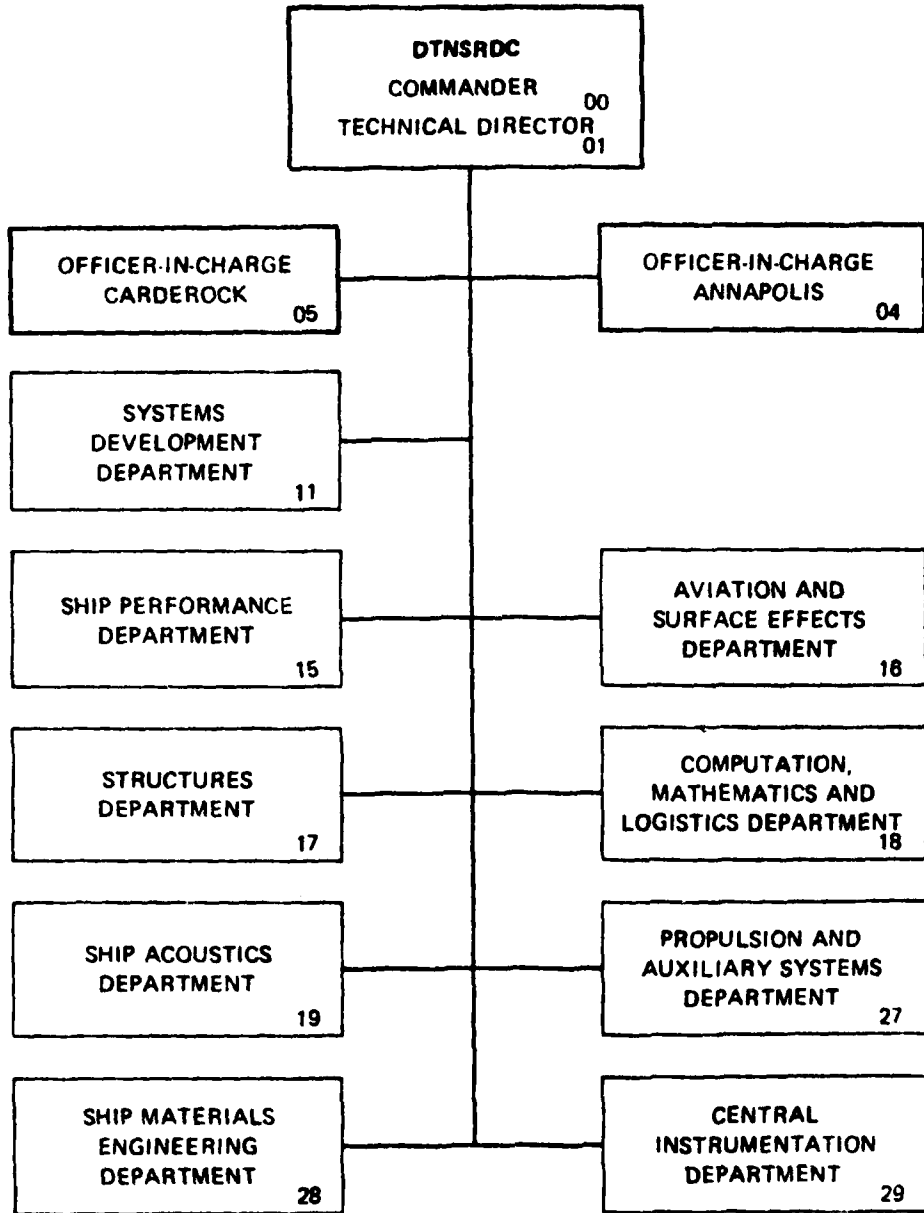 DTNSRDC
COMMANDER 00
TECHNICAL DIRECTOR 01
OFFICER-IN-CHARGE
CARDEROCK
05
OFFICER-IN-CHARGE
ANNAPOLIS
04
SYSTEMS
DEVELOPMENT
DEPARTMENT
11
SHIP PERFORMANCE
DEPARTMENT
15
AVIATION AND
SURFACE EFFECTS
DEPARTMENT
16
STRUCTURES
DEPARTMENT
17
COMPUTATION,
MATHEMATICS AND
LOGISTICS DEPARTMENT
18
SHIP ACOUSTICS
DEPARTMENT
19
PROPULSION AND
AUXILIARY SYSTEMS
DEPARTMENT
27
SHIP MATERIALS
ENGINEERING
DEPARTMENT
28
CENTRAL
INSTRUMENTATION
DEPARTMENT
29